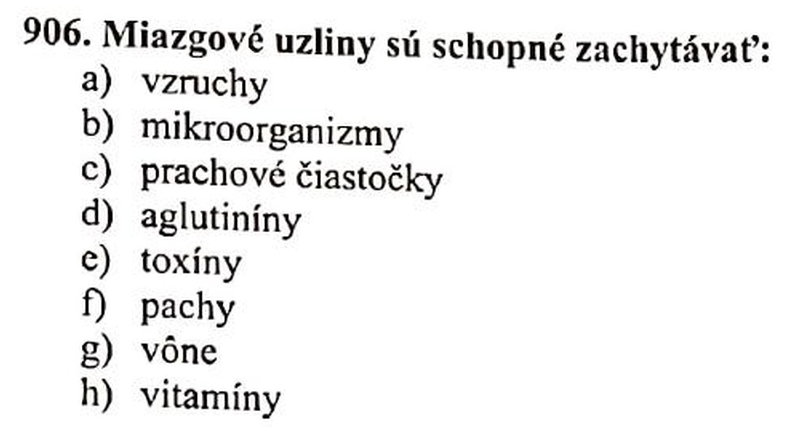 906. Miazgové uzliny sú schopné zachytávať:
a) vzruchy
b) mikroorganizmy
c) prachové čiastočky
d) aglutiníny
e) toxíny
f) pachy
g) vône
h) vitamíny